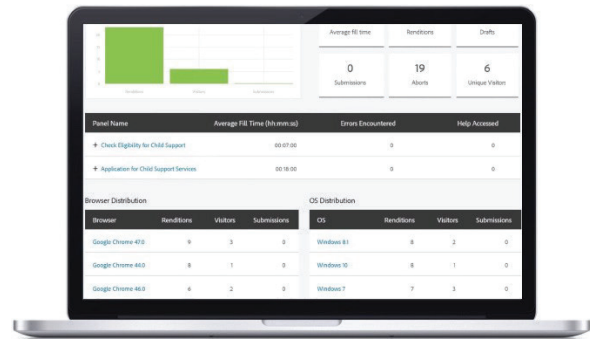 Average fill time Renditions Drafts
0 19 6
Submissions Aborts Unique Visitors
Renditions Visitors Submissions
Panel Name Average Fill Time (hh:mm:ss) Errors Encountered Help Accessed
+ Check Eligibility for Child Support 00:07:00 0 0
+ Application for Child Support Services 00:18:00 0 0
Browser Distribution OS Distribution
Browser Renditions Visitors Submissions OS Renditions Visitors Submissions
Google Chrome 47.0 9 3 0 Windows 8.1 8 2 0
Google Chrome 44.0 8 1 0 Windows 10 8 1 0
Google Chrome 46.0 6 2 0 Windows 7 7 3 0